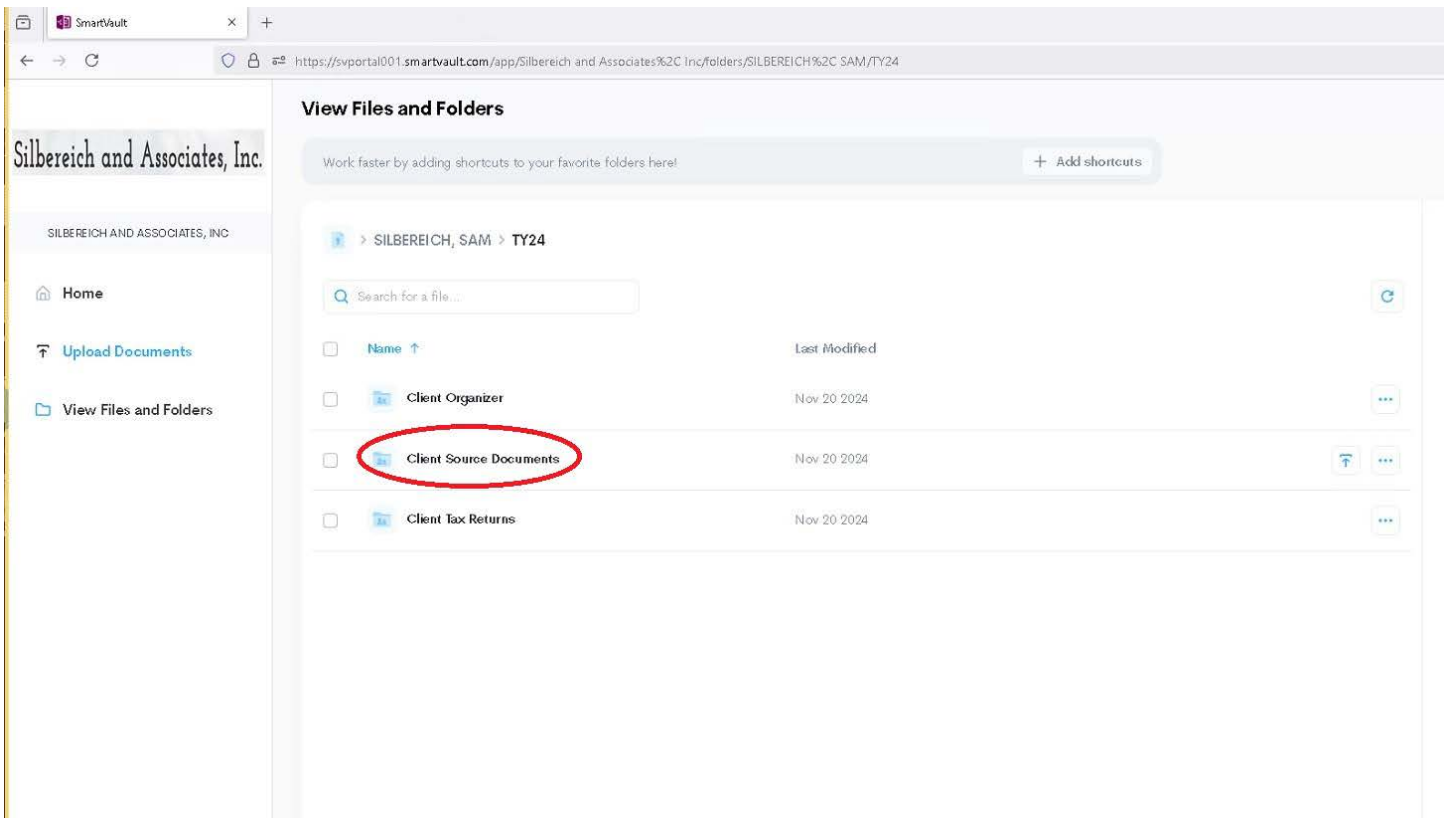 SmartVault
https://svportal001.smartvault.com/app/Silbereich and Associates%2C Inc/folders/SILBEREICH%2C SAM/TY24
View Files and Folders
Silbereich and Associates, Inc.
Work faster by adding shortcuts to your favorite folders here!
+ Add shortcuts
SILBEREICH AND ASSOCIATES, INC
> SILBEREICH, SAM > TY24
Home
Search for a file...
Upload Documents
Name ↑ Last Modified
Client Organizer Nov 20 2024
View Files and Folders
Client Source Documents Nov 20 2024
Client Tax Returns Nov 20 2024